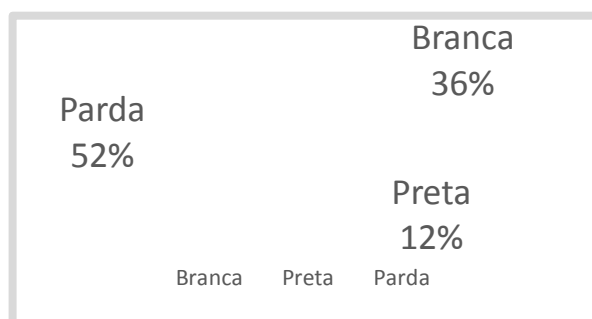 Branca
36%
Parda
52%
Preta
12%
Branca Preta Parda